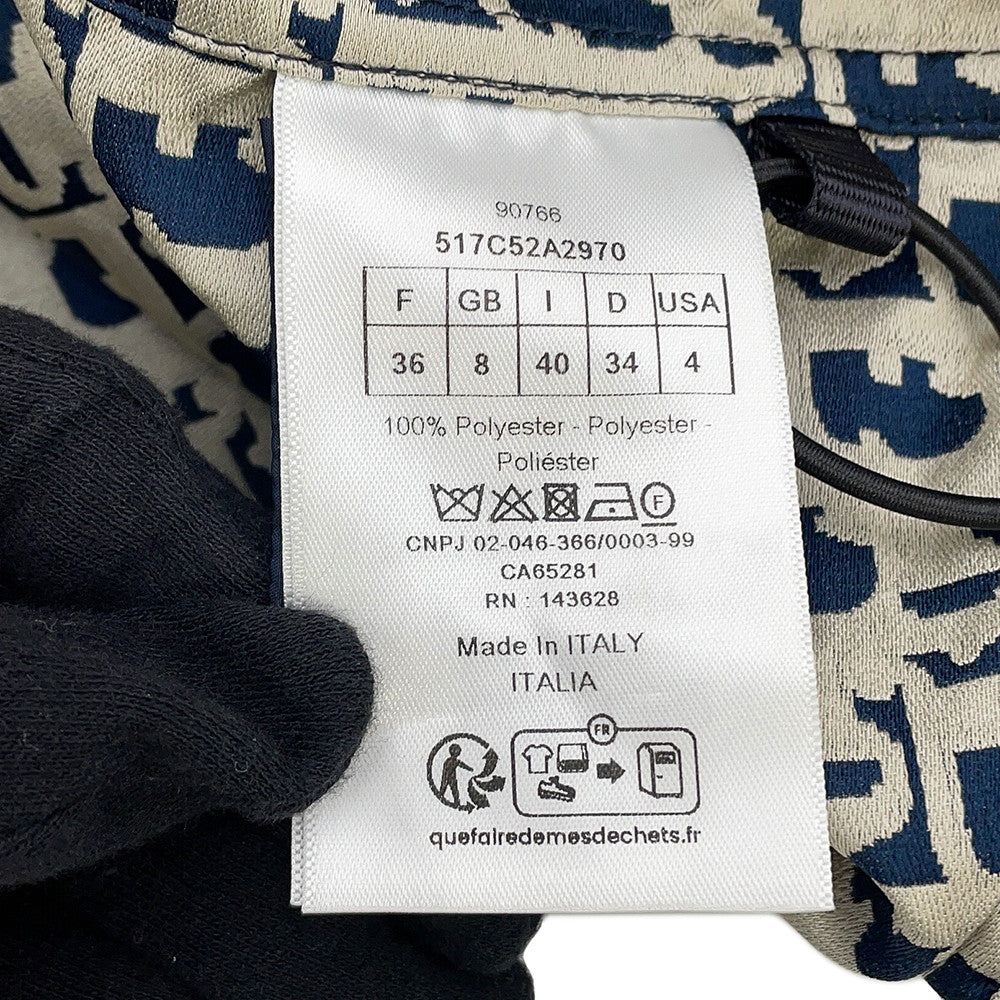 90766
517C52A2970
F GB I D USA
36 8 40 34 4
100% Polyester - Polyester -
Poliéster
F
CNPJ 02-046-366/0003-99
CA65281
RN : 143628
Made In ITALY
ITALIA
FR
quefairedemesdechets.fr